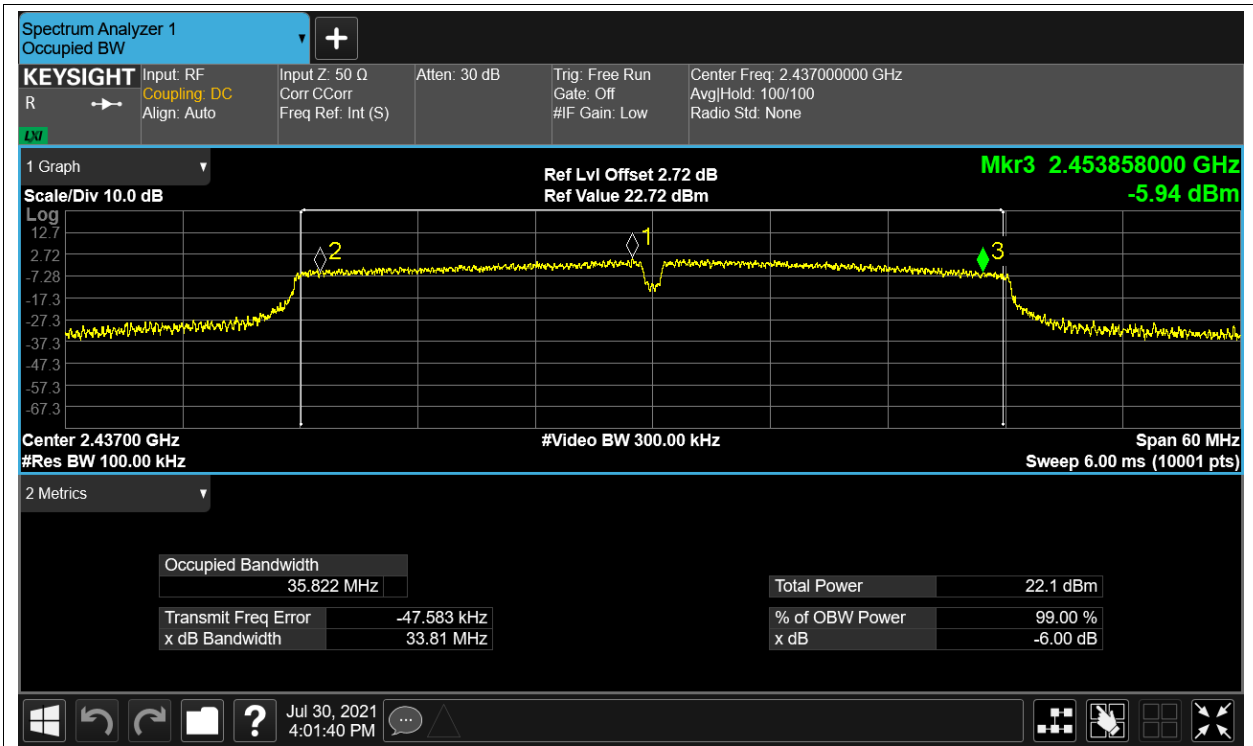 Spectrum Analyzer 1
Occupied BW
KEYSIGHT
R
LXI
Input: RF
Coupling: DC
Align: Auto
Input Z: 50 Ω
Corr CCorr
Freq Ref: Int (S)
Atten: 30 dB
Trig: Free Run
Gate: Off
#IF Gain: Low
Center Freq: 2.437000000 GHz
Avg|Hold: 100/100
Radio Std: None
1 Graph
Scale/Div 10.0 dB
Ref Lvl Offset 2.72 dB
Ref Value 22.72 dBm
Mkr3 2.453858000 GHz
-5.94 dBm
Log
12.7
2.72
-7.28
-17.3
-27.3
-37.3
-47.3
-57.3
-67.3
2
1
3
Center 2.43700 GHz
#Res BW 100.00 kHz
#Video BW 300.00 kHz
Span 60 MHz
Sweep 6.00 ms (10001 pts)
2 Metrics
Occupied Bandwidth
35.822 MHz
Transmit Freq Error -47.583 kHz
x dB Bandwidth 33.81 MHz
Total Power 22.1 dBm
% of OBW Power 99.00 %
x dB -6.00 dB
?
Jul 30, 2021
4:01:40 PM